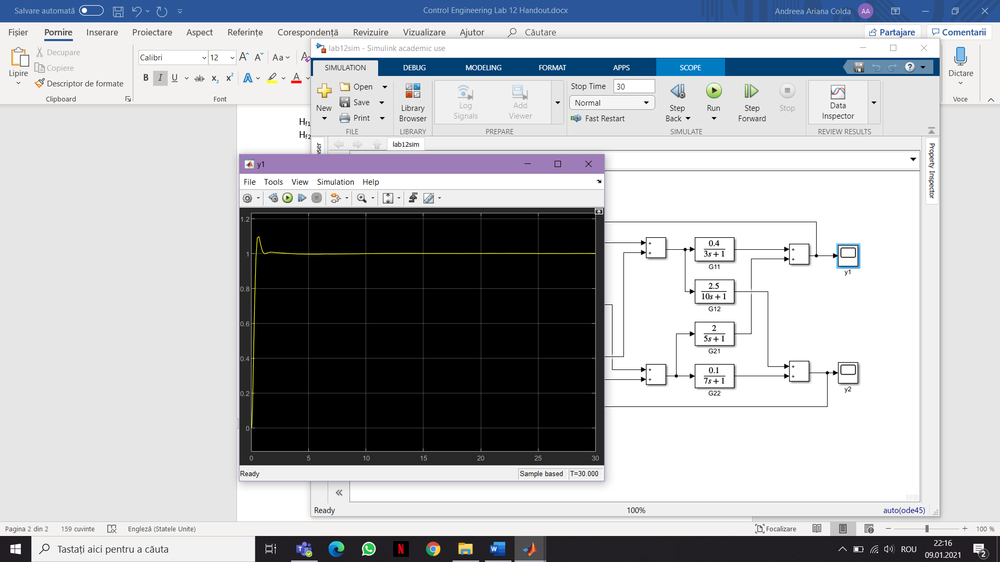 Salvare automată
Control Engineering Lab 12 Handout.docx
Andreea Ariana Colda
AA
Fișier
Pornire
Inserare
Proiectare
Aspect
Referințe
Corespondență
Revizuire
Vizualizare
Ajutor
Căutare
Partajare
Comentarii
Lipire
Decupare
Copiere
Descriptor de formate
Clipboard
Calibri
12
Aa
B I U ab x₂ x² A A
Font
Dictare
Voce
Hf1
Hf2
lab12sim - Simulink academic use
SIMULATION
DEBUG
MODELING
FORMAT
APPS
SCOPE
New
Open
Save
Print
FILE
Library
Browser
LIBRARY
Log
Signals
Add
Viewer
PREPARE
Stop Time 30
Normal
Fast Restart
Step
Back
Run
Step
Forward
Stop
SIMULATE
Data
Inspector
REVIEW RESULTS
lab12sim
Property Inspector
y1
File
Tools
View
Simulation
Help
1.2
1
0.8
0.6
0.4
0.2
0
0 5 10 15 20 25 30
Ready
Sample based
T=30.000
0.4
3s + 1
G11
2.5
10s + 1
G12
2
5s + 1
G21
0.1
7s + 1
G22
y1
y2
Ready
100%
auto(ode45)
Pagina 2 din 2
159 cuvinte
Engleză (Statele Unite)
Focalizare
100 %
Tastați aici pentru a căuta
ROU
22:16
09.01.2021
2